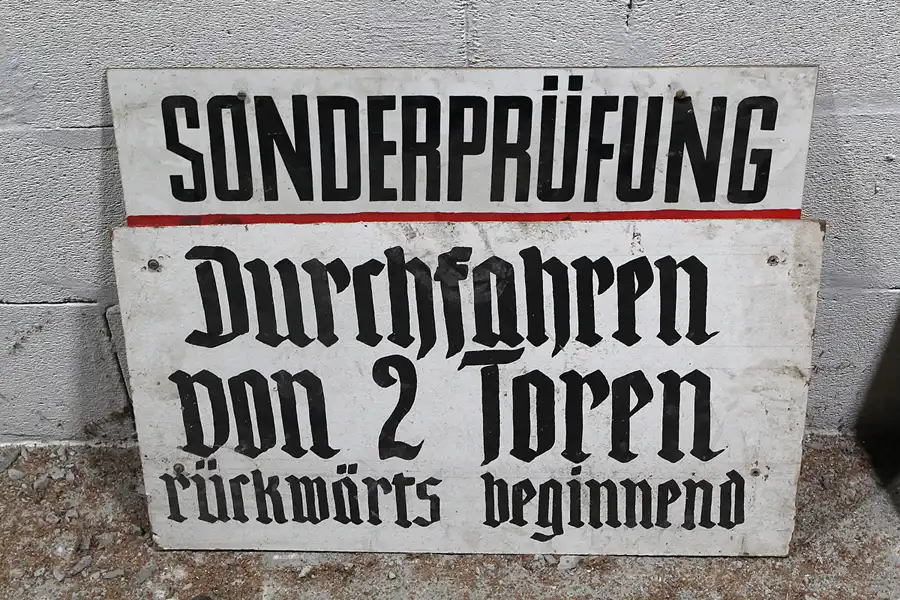 SONDERPRÜFUNG
Durchfahren
von 2 Toren
rückwärts beginnend